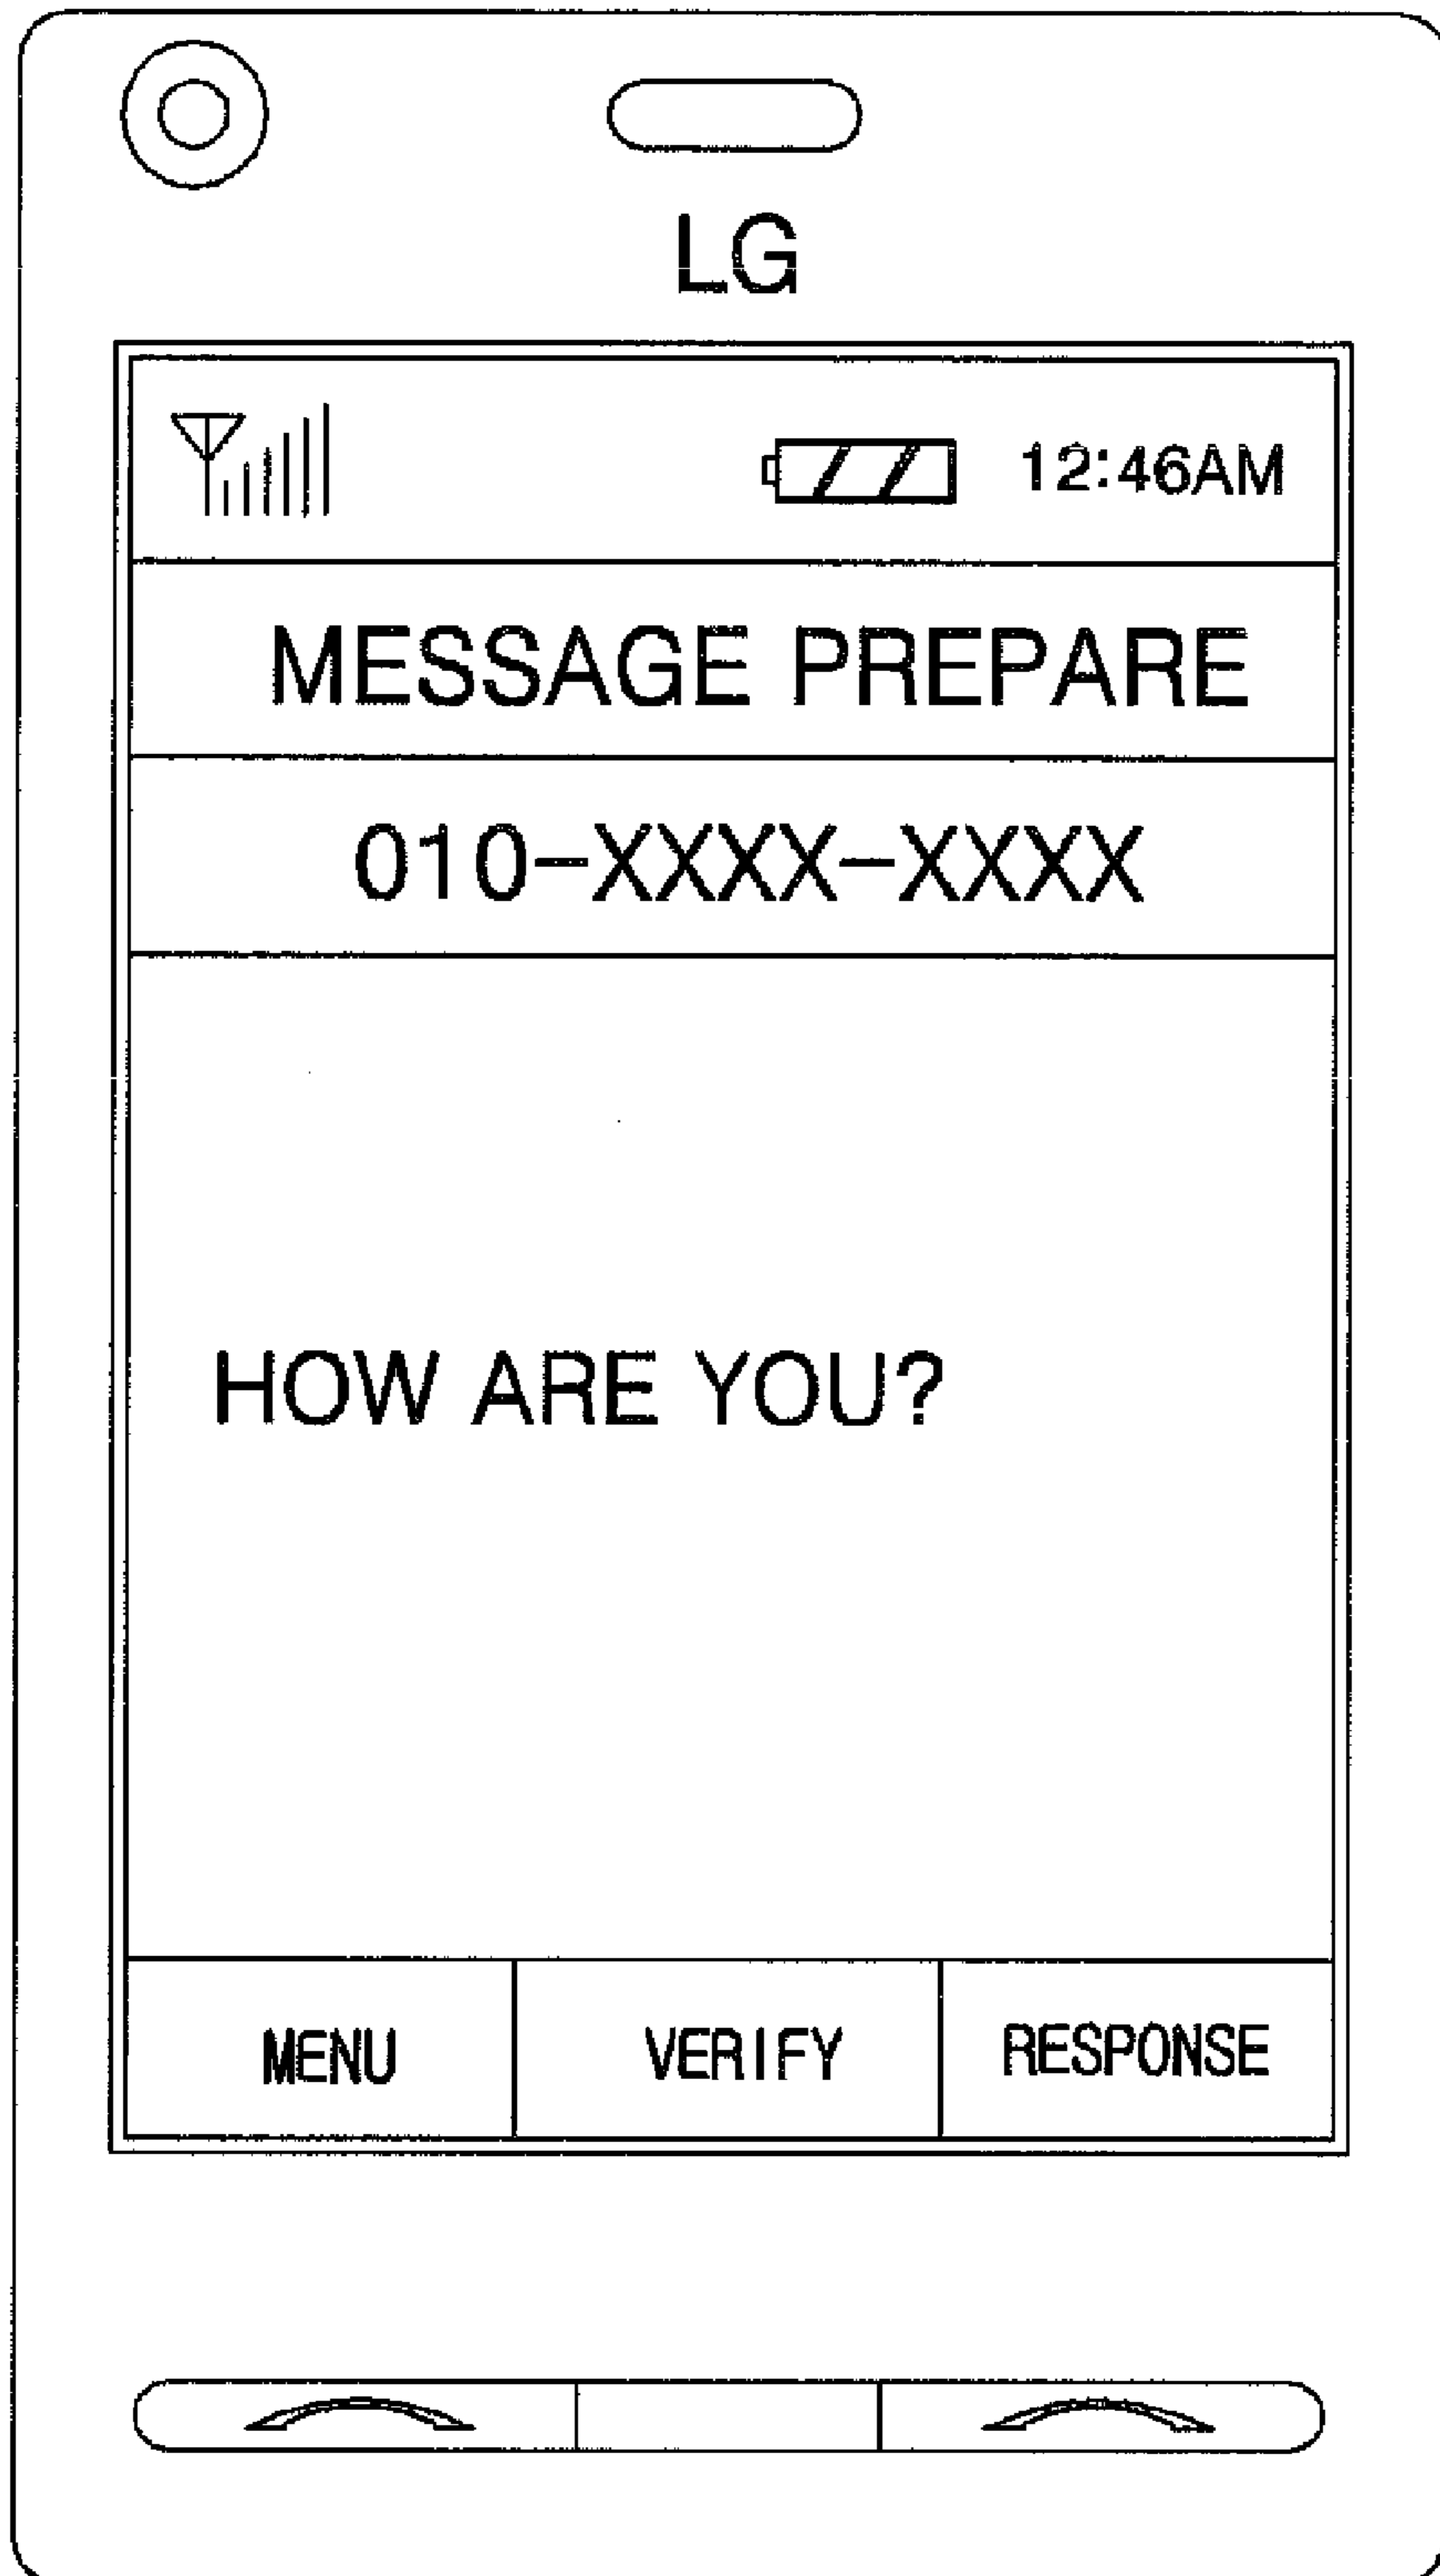 LG
12:46AM
MESSAGE PREPARE
010-XXXX-XXXX
HOW ARE YOU?
MENU VERIFY RESPONSE